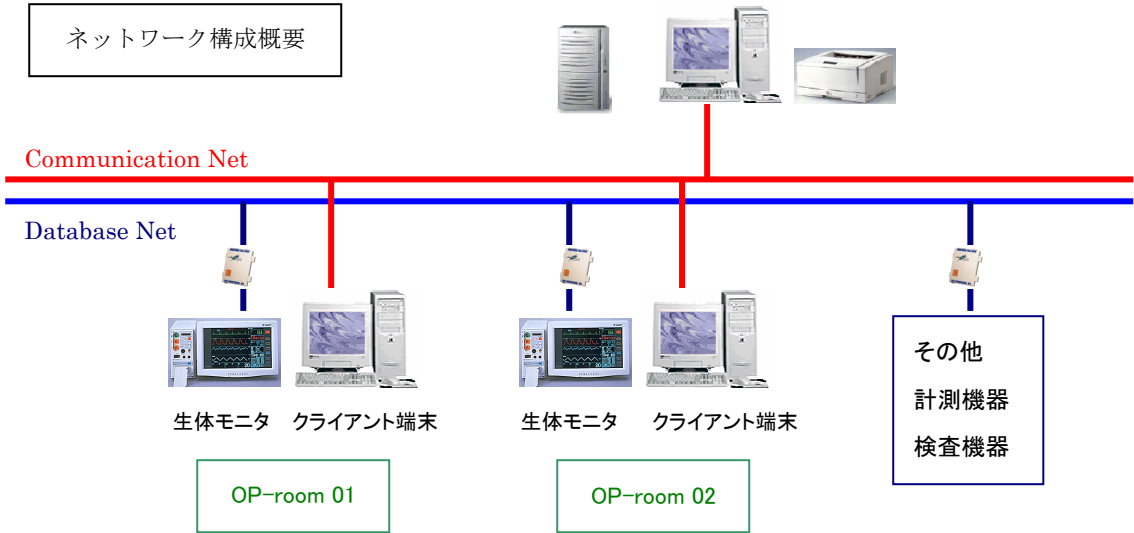 ネットワーク構成概要
Communication Net
Database Net
生体モニタ クライアント端末
生体モニタ クライアント端末
その他
計測機器
検査機器
OP-room 01
OP-room 02